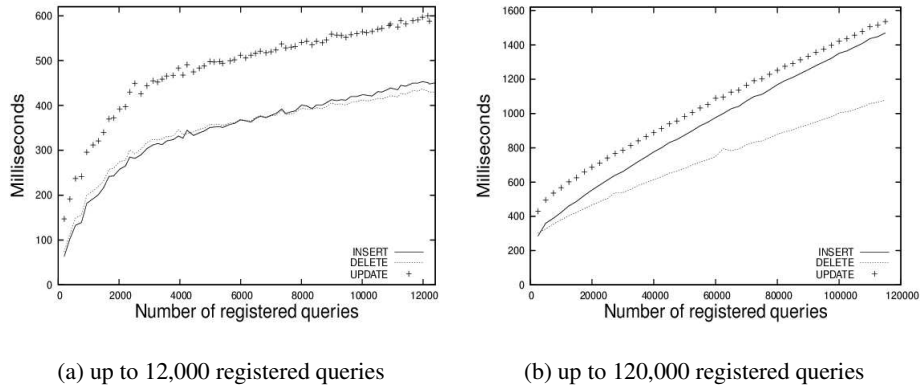 600
500
400
300
200
100
0
Milliseconds
INSERT
DELETE
UPDATE
0 2000 4000 6000 8000 10000 12000
Number of registered queries
(a) up to 12,000 registered queries
1600
1400
1200
1000
800
600
400
200
0
Milliseconds
INSERT
DELETE
UPDATE
0 20000 40000 60000 80000 100000 120000
Number of registered queries
(b) up to 120,000 registered queries